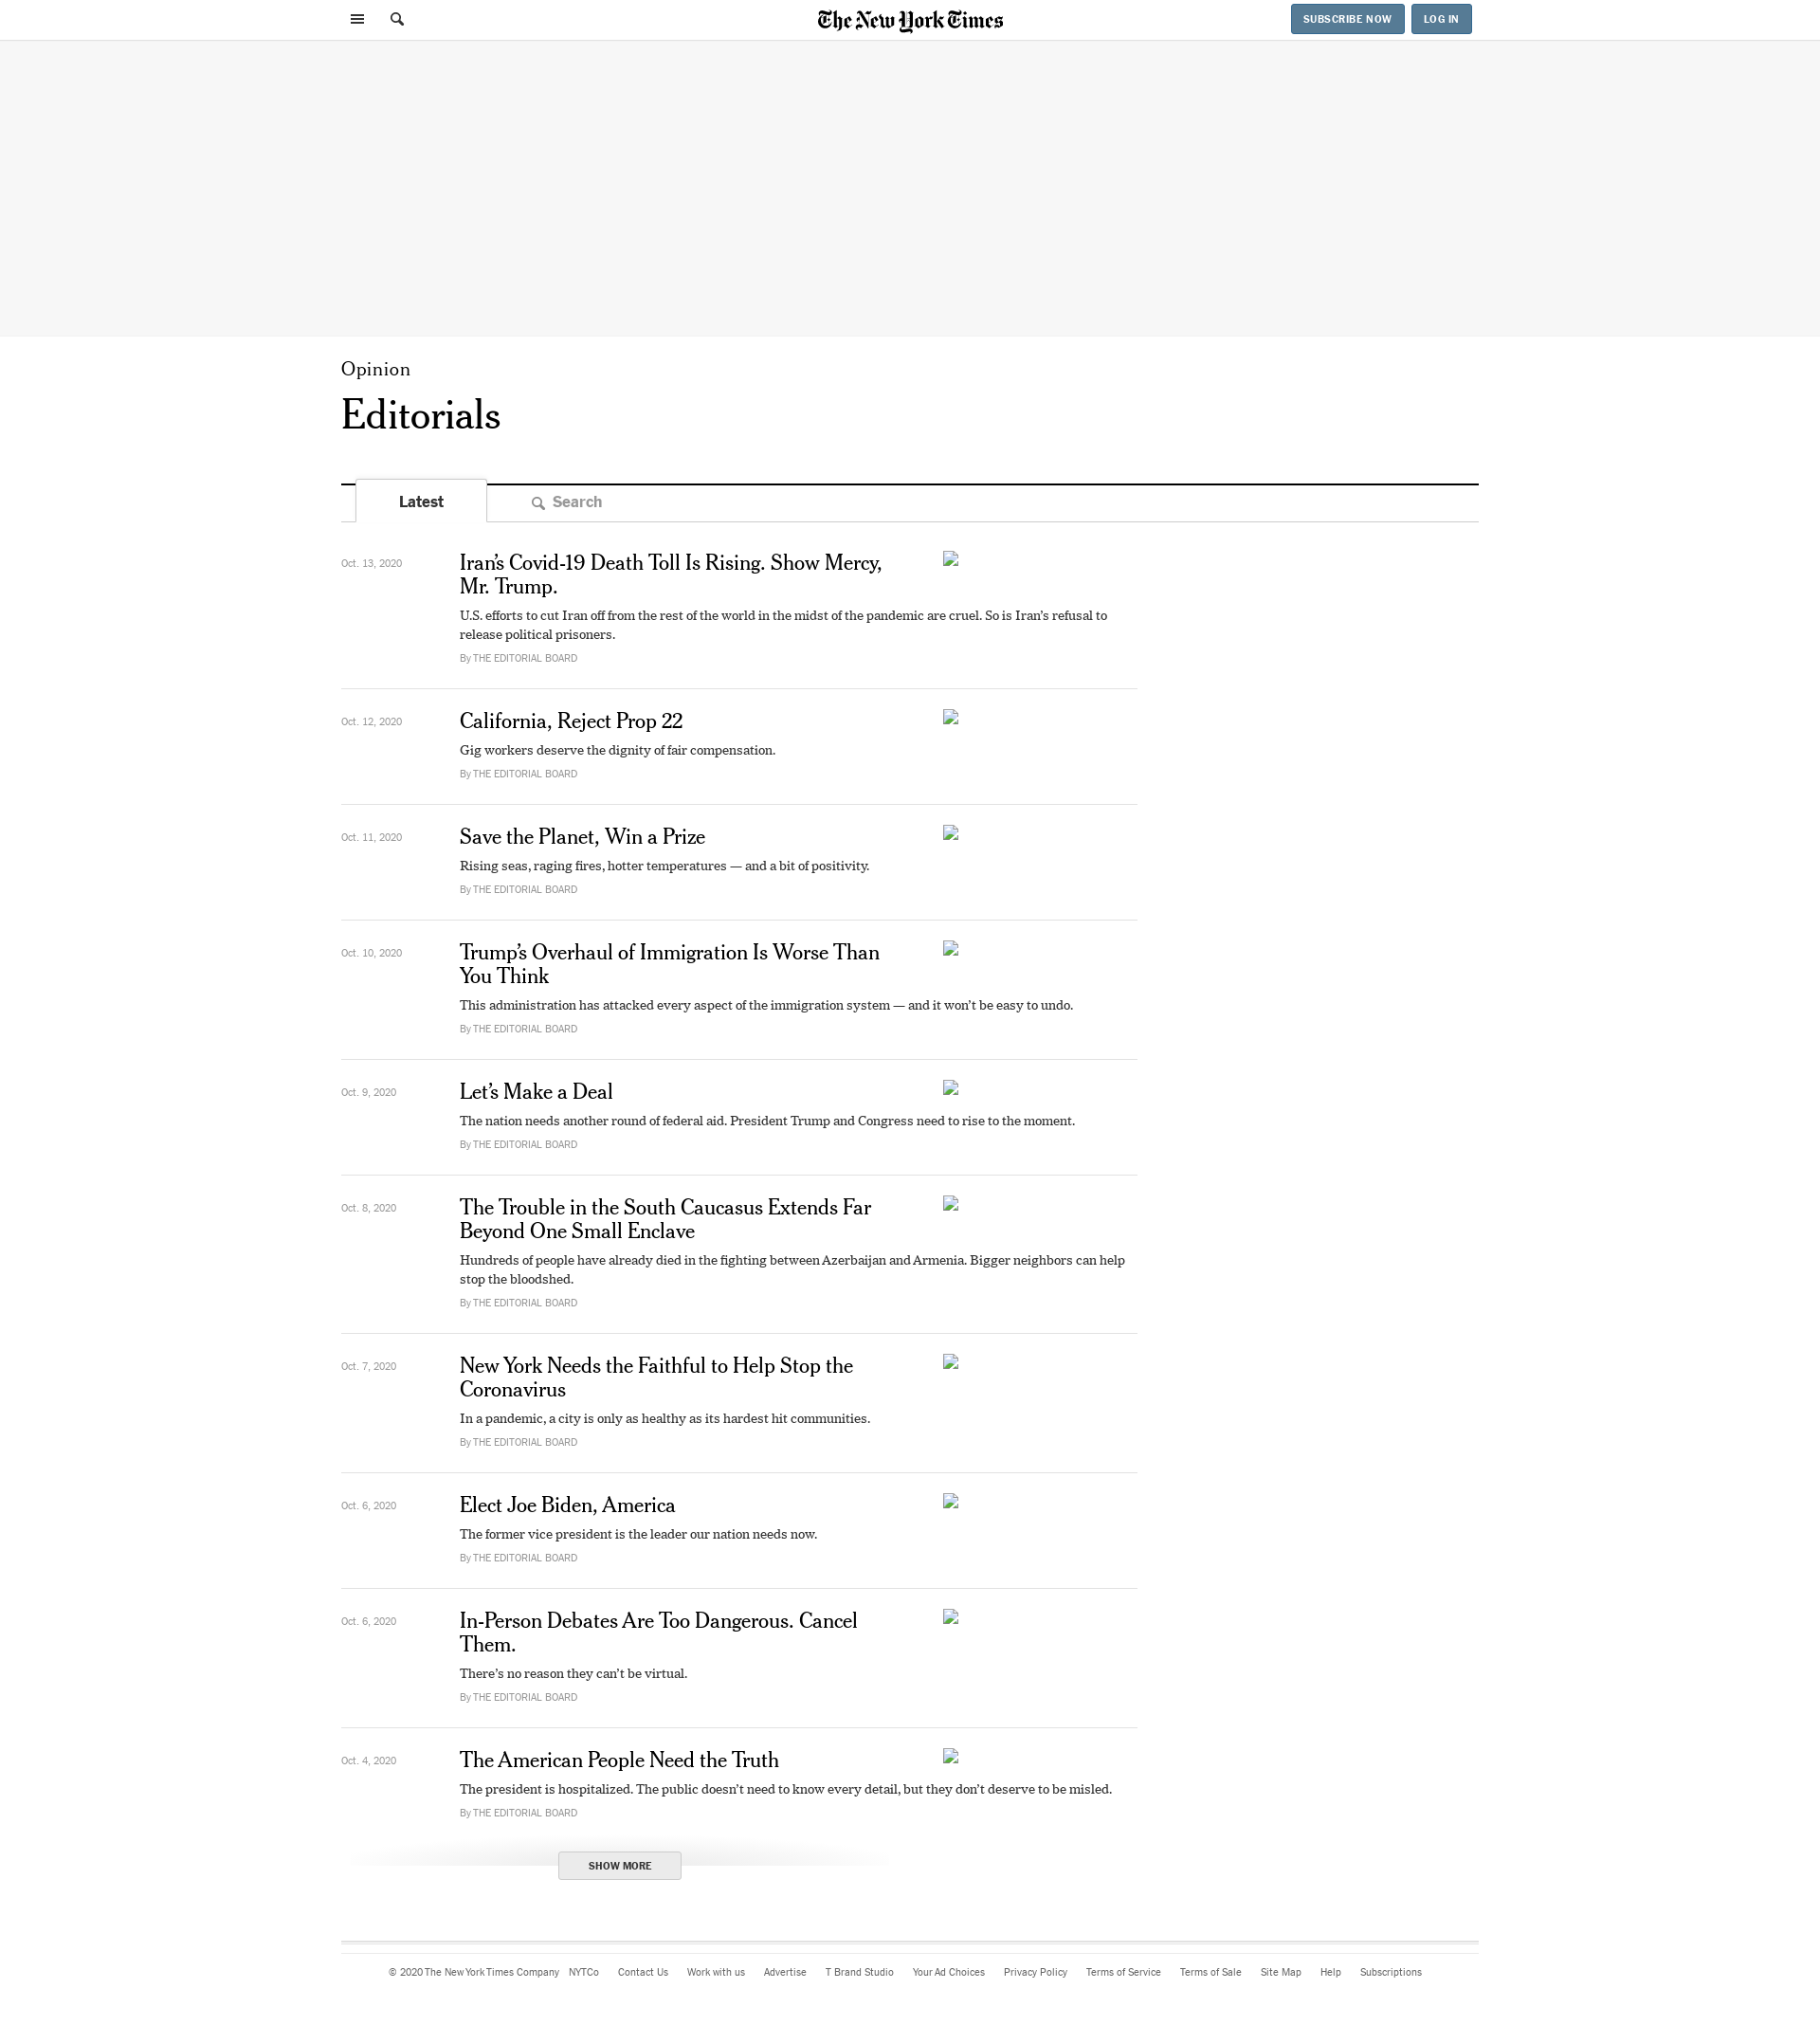 The New York Times
SUBSCRIBE NOW
LOG IN
Opinion
Editorials
Latest
Search
Oct. 13, 2020
Iran’s Covid-19 Death Toll Is Rising. Show Mercy,
Mr. Trump.
U.S. efforts to cut Iran off from the rest of the world in the midst of the pandemic are cruel. So is Iran’s refusal to
release political prisoners.
By THE EDITORIAL BOARD
Oct. 12, 2020
California, Reject Prop 22
Gig workers deserve the dignity of fair compensation.
By THE EDITORIAL BOARD
Oct. 11, 2020
Save the Planet, Win a Prize
Rising seas, raging fires, hotter temperatures — and a bit of positivity.
By THE EDITORIAL BOARD
Oct. 10, 2020
Trump’s Overhaul of Immigration Is Worse Than
You Think
This administration has attacked every aspect of the immigration system — and it won’t be easy to undo.
By THE EDITORIAL BOARD
Oct. 9, 2020
Let’s Make a Deal
The nation needs another round of federal aid. President Trump and Congress need to rise to the moment.
By THE EDITORIAL BOARD
Oct. 8, 2020
The Trouble in the South Caucasus Extends Far
Beyond One Small Enclave
Hundreds of people have already died in the fighting between Azerbaijan and Armenia. Bigger neighbors can help
stop the bloodshed.
By THE EDITORIAL BOARD
Oct. 7, 2020
New York Needs the Faithful to Help Stop the
Coronavirus
In a pandemic, a city is only as healthy as its hardest hit communities.
By THE EDITORIAL BOARD
Oct. 6, 2020
Elect Joe Biden, America
The former vice president is the leader our nation needs now.
By THE EDITORIAL BOARD
Oct. 6, 2020
In-Person Debates Are Too Dangerous. Cancel
Them.
There’s no reason they can’t be virtual.
By THE EDITORIAL BOARD
Oct. 4, 2020
The American People Need the Truth
The president is hospitalized. The public doesn’t need to know every detail, but they don’t deserve to be misled.
By THE EDITORIAL BOARD
SHOW MORE
© 2020 The New York Times Company NYTCo Contact Us Work with us Advertise T Brand Studio Your Ad Choices Privacy Policy Terms of Service Terms of Sale Site Map Help Subscriptions